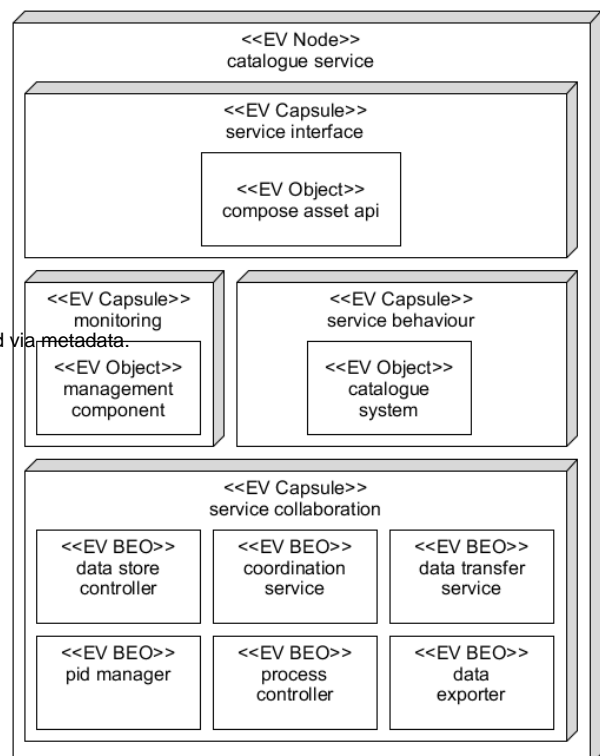 <<EV Node>>
catalogue service
<<EV Capsule>>
service interface
<<EV Object>>
compose asset api
<<EV Capsule>>
monitoring
<<EV Capsule>>
service behaviour
via metadata.
<<EV Object>>
management
component
<<EV Object>>
catalogue
system
<<EV Capsule>>
service collaboration
<<EV BEO>>
data store
controller
<<EV BEO>>
coordination
service
<<EV BEO>>
data transfer
service
<<EV BEO>>
pid manager
<<EV BEO>>
process
controller
<<EV BEO>>
data
exporter